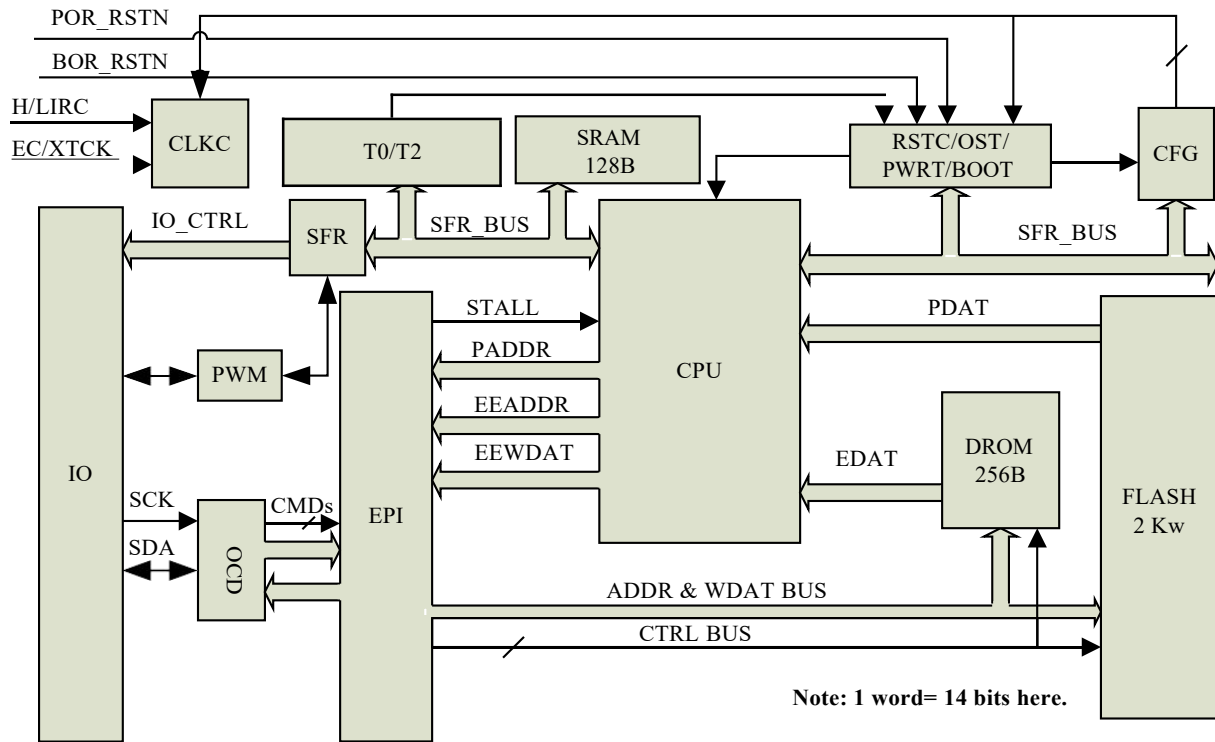 POR_RSTN
BOR_RSTN
H/LIRC
EC/XTCK
CLKC
T0/T2
SRAM
128B
RSTC/OST/
PWRT/BOOT
CFG
IO_CTRL
SFR
SFR_BUS
SFR_BUS
STALL
PADDR
EEADDR
EEWDAT
CPU
PDAT
PWM
IO
EDAT
DROM
256B
FLASH
2 Kw
SCK
SDA
OCD
CMDs
EPI
ADDR & WDAT BUS
CTRL BUS
Note: 1 word= 14 bits here.